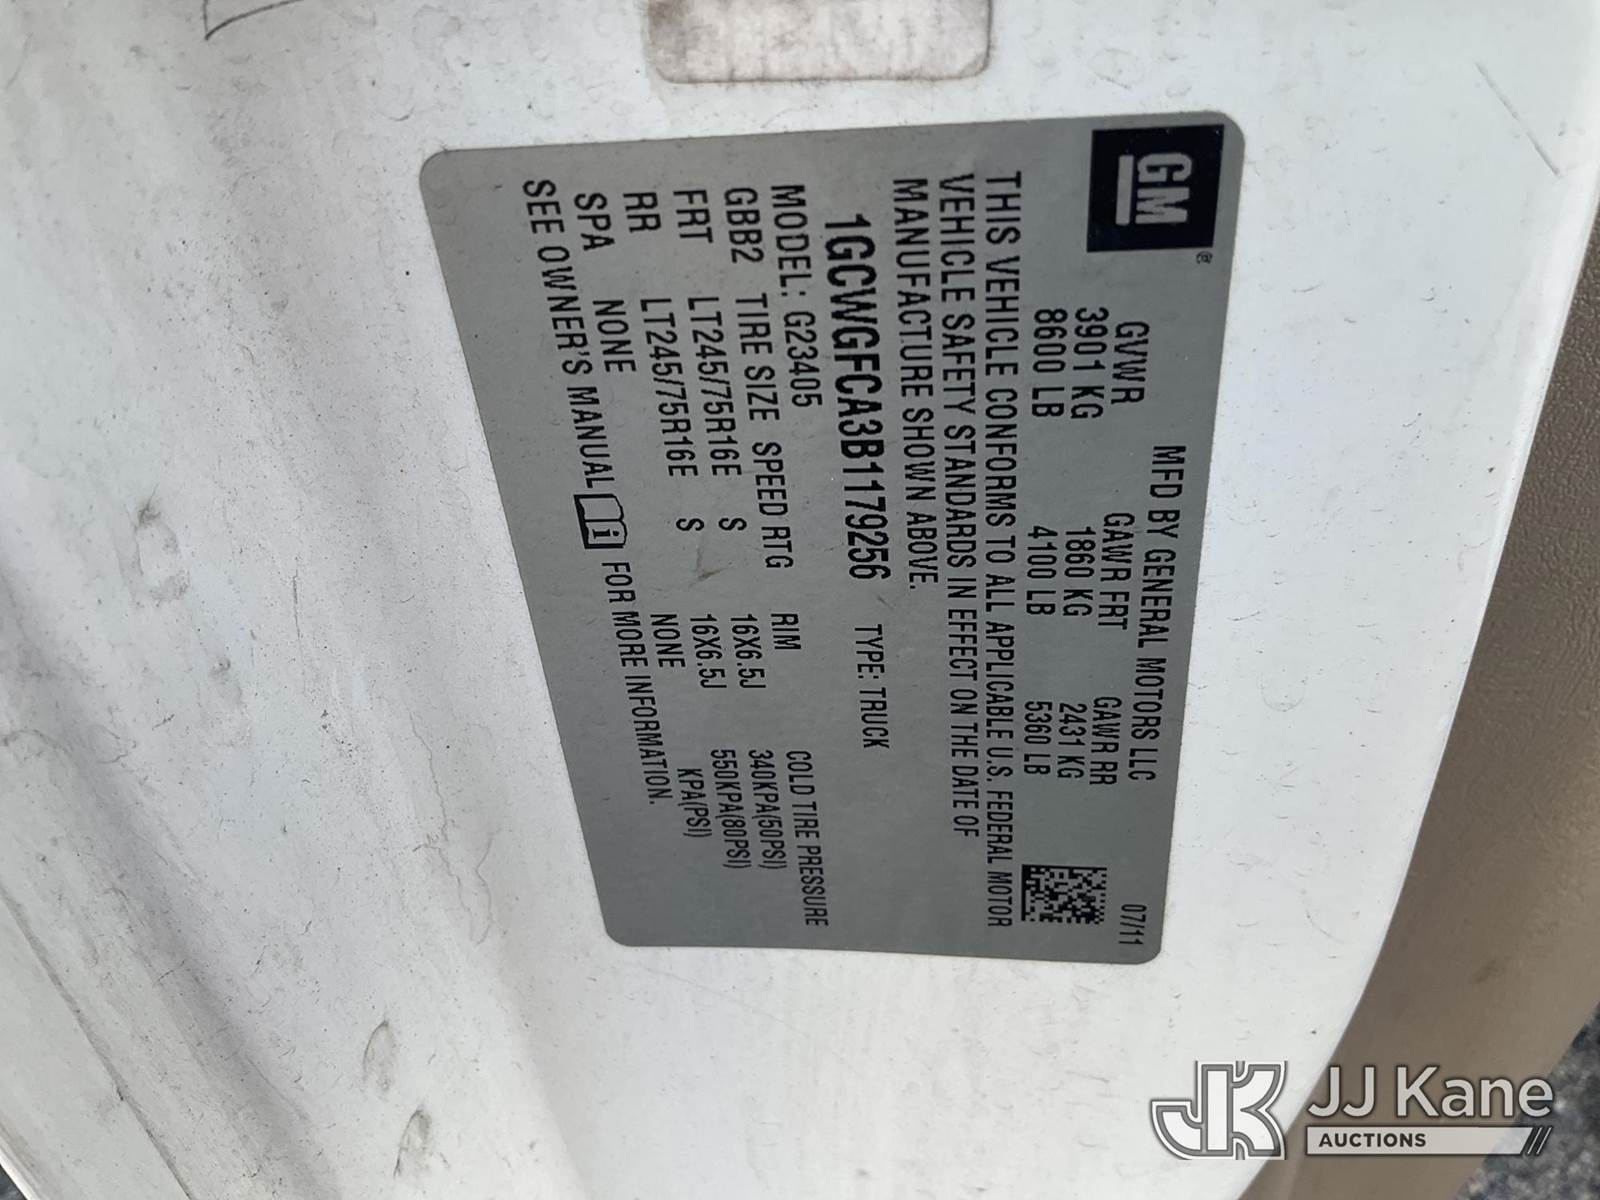 GM
MFD BY GENERAL MOTORS LLC 07/11
GVWR GAWR FRT GAWR RR
3901 KG 1860 KG 2431 KG
8600 LB 4100 LB 5360 LB
THIS VEHICLE CONFORMS TO ALL APPLICABLE U.S. FEDERAL MOTOR
VEHICLE SAFETY STANDARDS IN EFFECT ON THE DATE OF
MANUFACTURE SHOWN ABOVE.
1GCWGFCA3B1179256 TYPE: TRUCK
MODEL: G23405
GBB2 TIRE SIZE SPEED RTG RIM COLD TIRE PRESSURE
FRT LT245/75R16E S 16X6.5J 340KPA(50PSI)
RR LT245/75R16E S 16X6.5J 550KPA(80PSI)
SPA NONE NONE KPA(PSI)
SEE OWNER'S MANUAL i FOR MORE INFORMATION.
JK JJ Kane
AUCTIONS